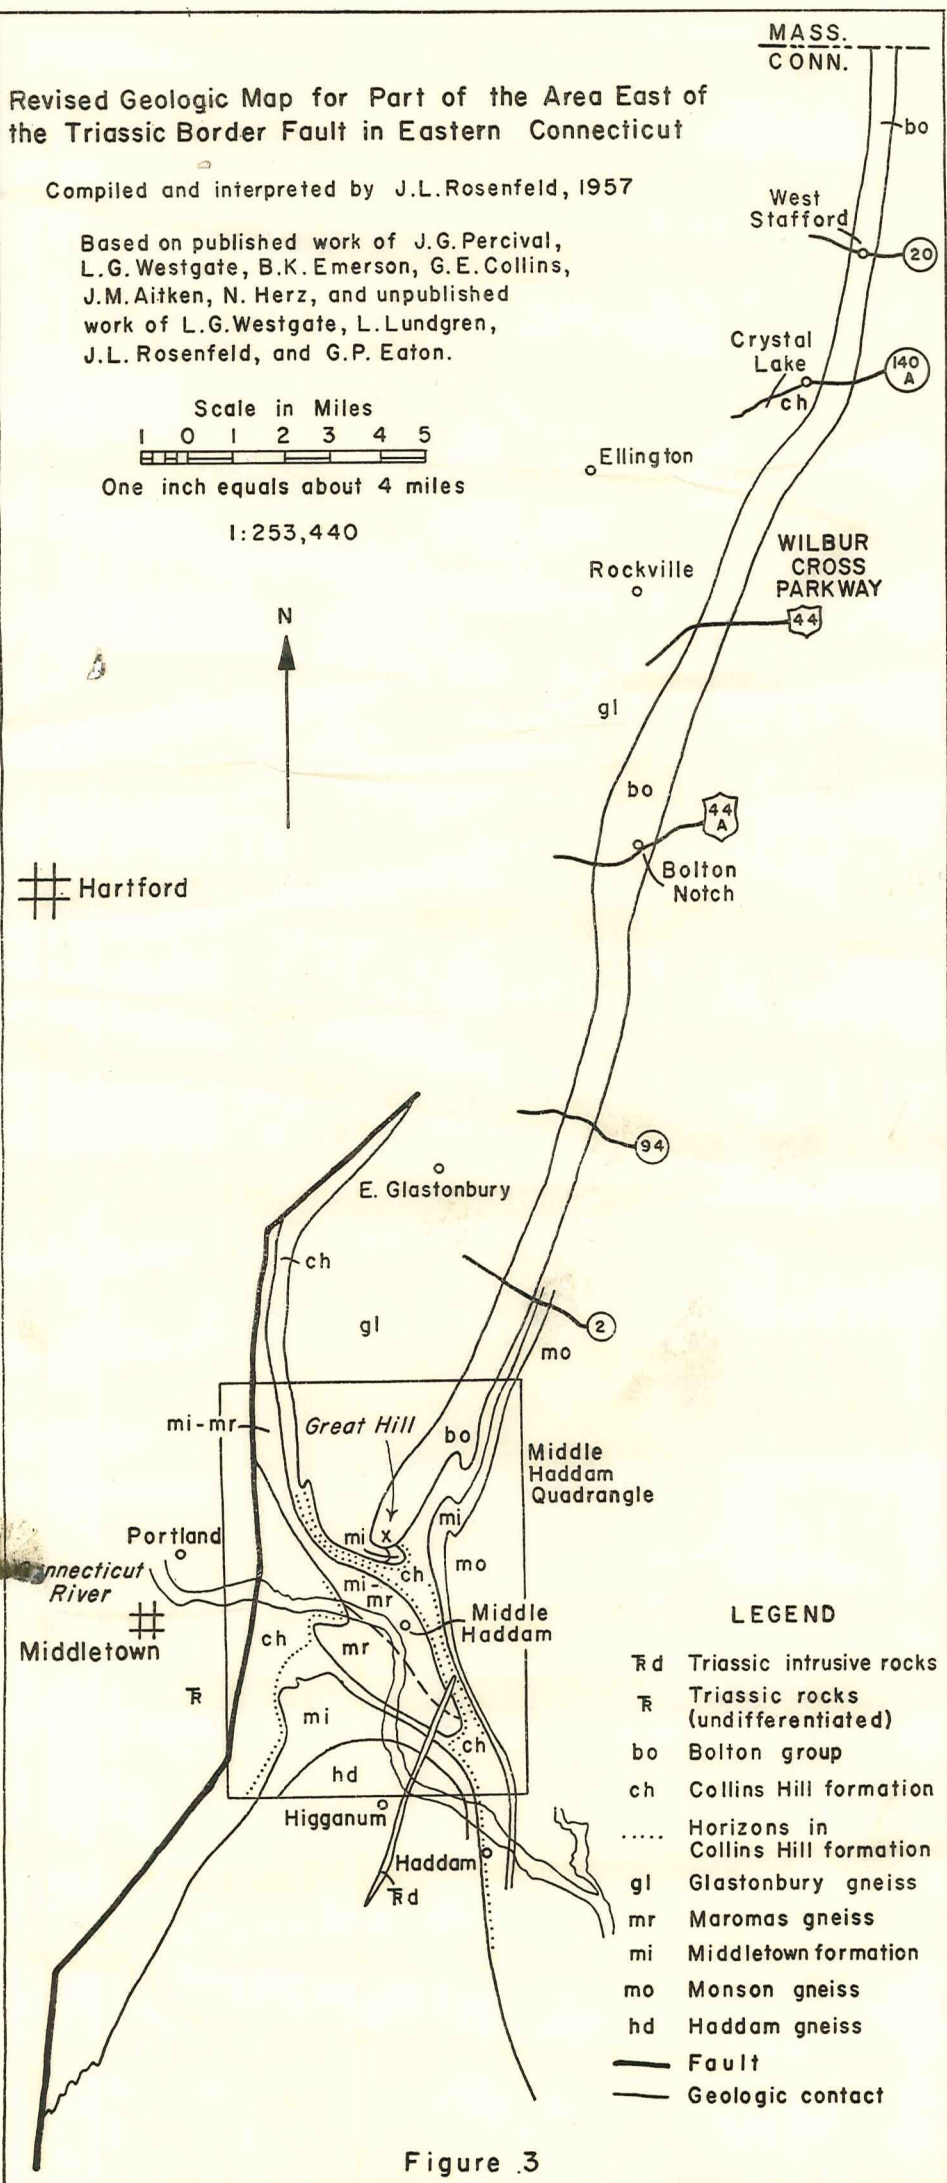 MASS.
CONN.
Revised Geologic Map for Part of the Area East of
the Triassic Border Fault in Eastern Connecticut
Compiled and interpreted by J.L.Rosenfeld, 1957
Based on published work of J.G.Percival,
L.G.Westgate, B.K.Emerson, G.E.Collins,
J.M.Aitken, N. Herz, and unpublished
work of L.G.Westgate, L.Lundgren,
J.L. Rosenfeld, and G.P. Eaton.
Scale in Miles
1 0 1 2 3 4 5
One inch equals about 4 miles
1:253,440
N
bo
West
Stafford
20
Crystal
Lake
140
A
ch
Ellington
Rockville
WILBUR
CROSS
PARKWAY
44
gl
bo
44
A
Bolton
Notch
Hartford
94
E. Glastonbury
ch
gl
2
mo
mi-mr
Great Hill
bo
Middle
Haddam
Quadrangle
mi
mi
x
ch
mo
Portland
Connecticut
River
mi-
mr
Middle
Haddam
Middletown
ch
mr
T̅R
mi
ch
hd
Higganum
Haddam
T̅Rd
LEGEND
T̅Rd Triassic intrusive rocks
T̅R Triassic rocks
(undifferentiated)
bo Bolton group
ch Collins Hill formation
..... Horizons in
Collins Hill formation
gl Glastonbury gneiss
mr Maromas gneiss
mi Middletown formation
mo Monson gneiss
hd Haddam gneiss
Fault
Geologic contact
Figure .3